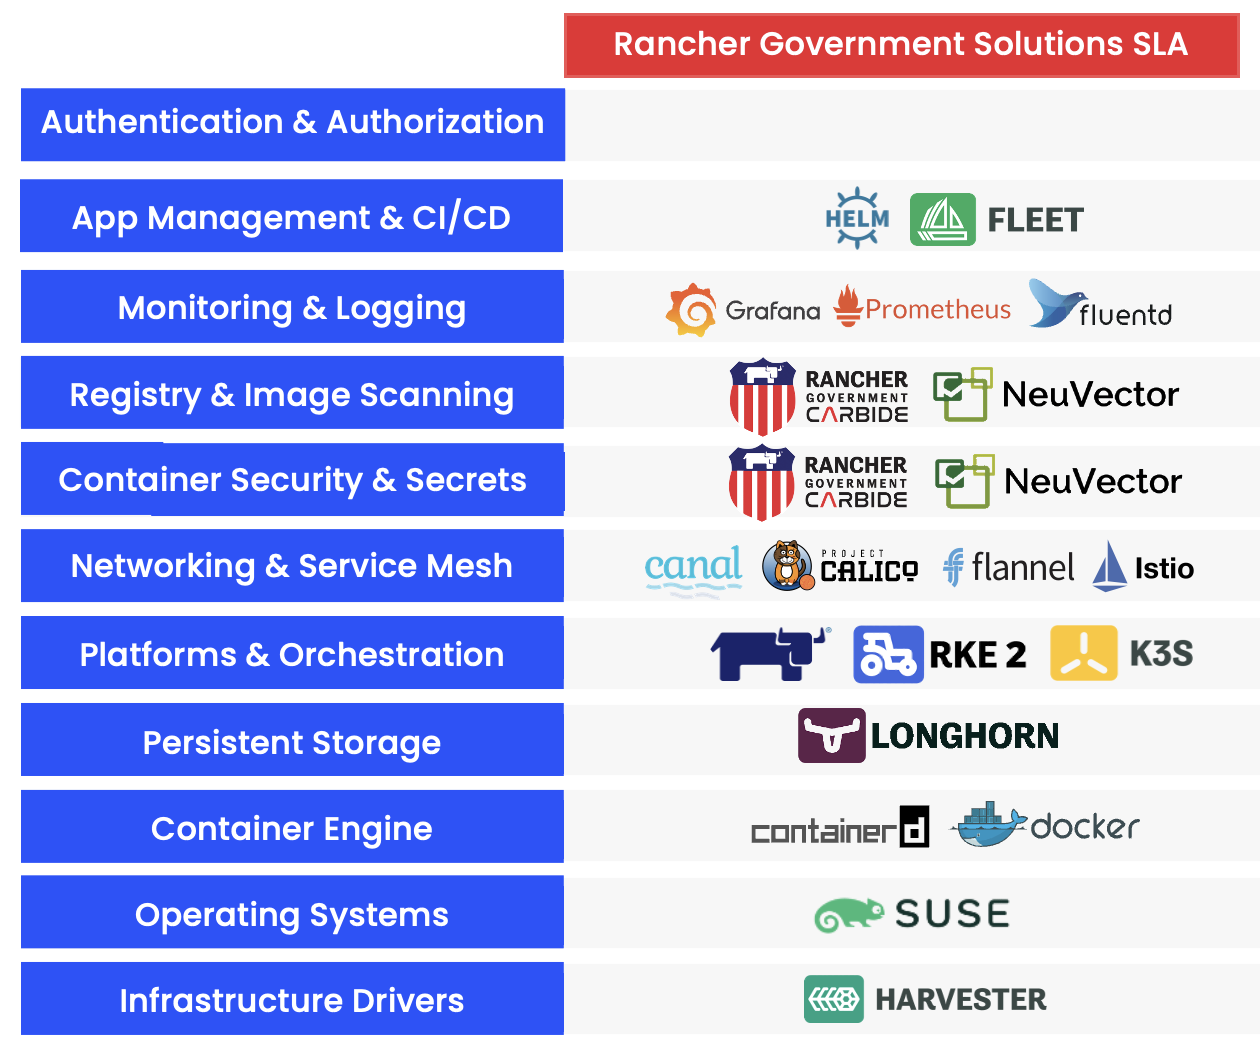 Rancher Government Solutions SLA
Authentication & Authorization
App Management & CI/CD
HELM FLEET
Monitoring & Logging
Grafana Prometheus fluentd
Registry & Image Scanning
RANCHER
GOVERNMENT
CARBIDE
NeuVector
Container Security & Secrets
RANCHER
GOVERNMENT
CARBIDE
NeuVector
Networking & Service Mesh
canal
PROJECT
CALICO
flannel
Istio
Platforms & Orchestration
®
RKE 2
K3S
Persistent Storage
LONGHORN
Container Engine
containerd docker
Operating Systems
SUSE
Infrastructure Drivers
HARVESTER